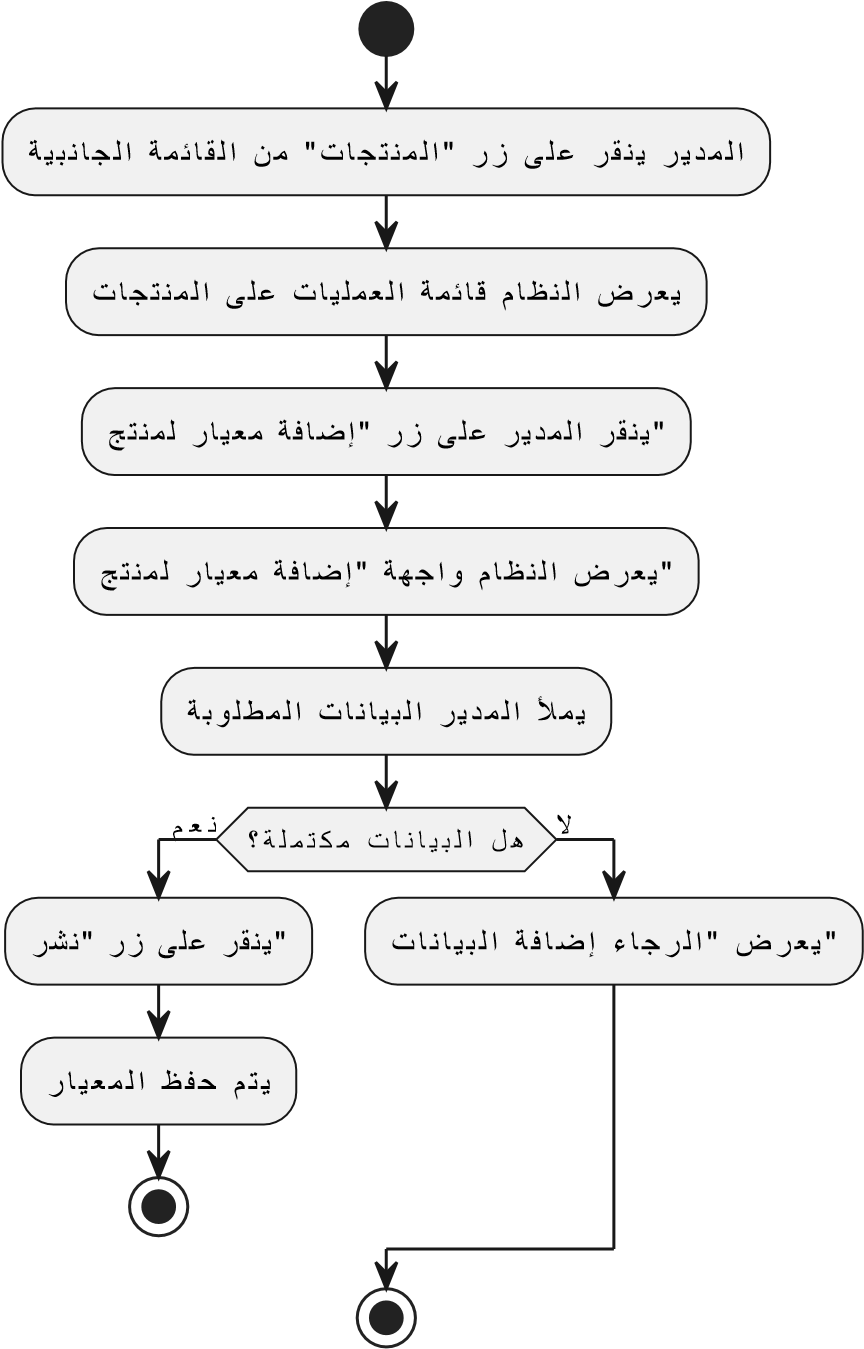 المدير ينقر على زر "المنتجات" من القائمة الجانبية
يعرض النظام قائمة العمليات على المنتجات
ينقر المدير على زر "إضافة معيار لمنتج"
يعرض النظام واجهة "إضافة معيار لمنتج"
يملأ المدير البيانات المطلوبة
هل البيانات مكتملة؟
لا
نعم
يعرض "الرجاء إضافة البيانات"
ينقر على زر "نشر"
يتم حفظ المعيار